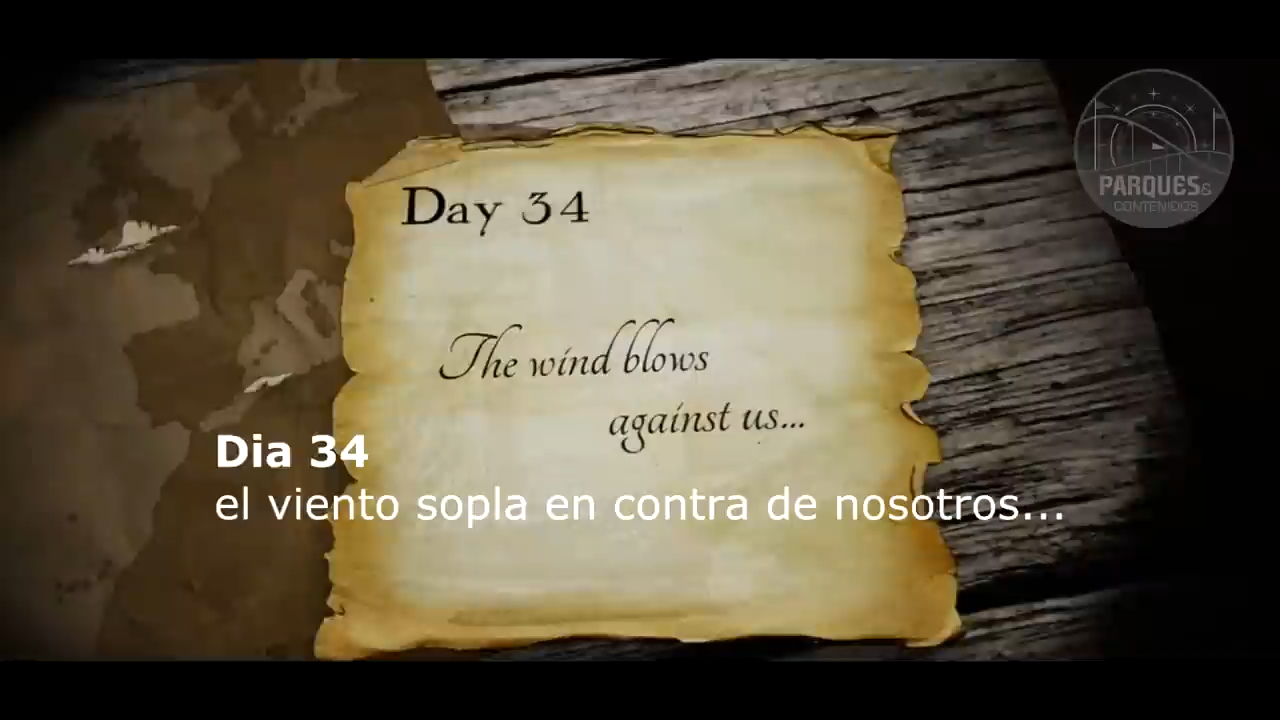 Day 34
The wind blows
against us...
Dia 34
el viento sopla en contra de nosotros...
PARQUES&
CONTENIDOS